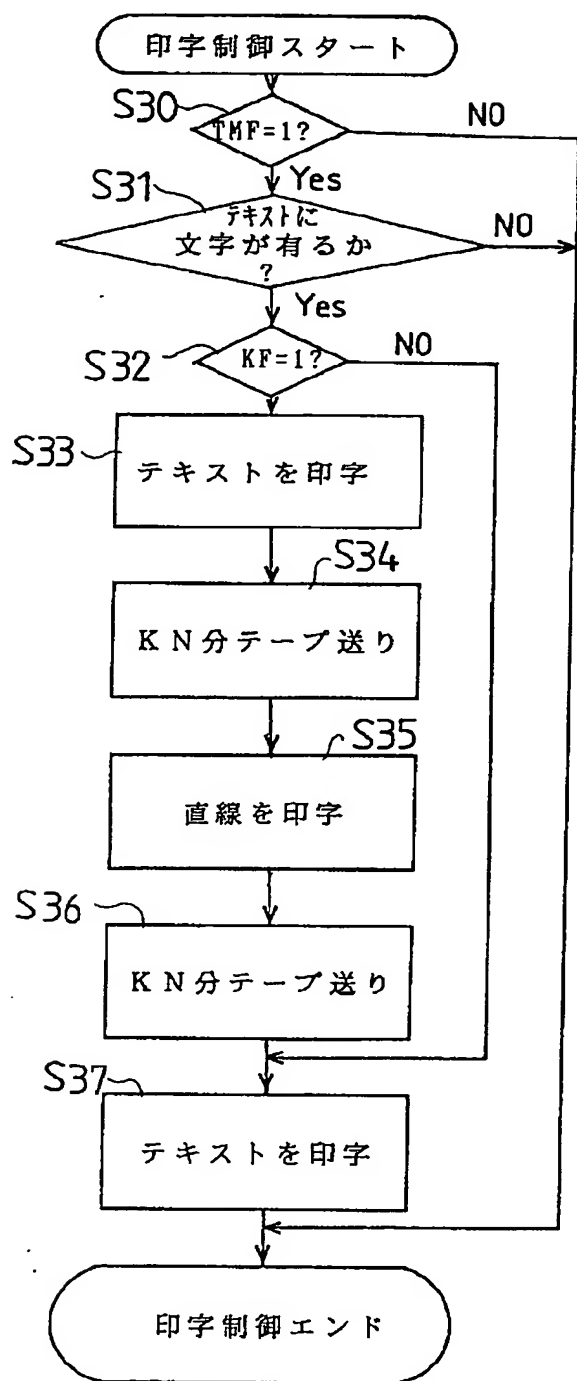 印字制御スタート
S30
TMF=1?
NO
Yes
S31
テキストに
文字が有るか
?
NO
Yes
S32
KF=1?
NO
S33
テキストを印字
S34
KN分テープ送り
S35
直線を印字
S36
KN分テープ送り
S37
テキストを印字
印字制御エンド